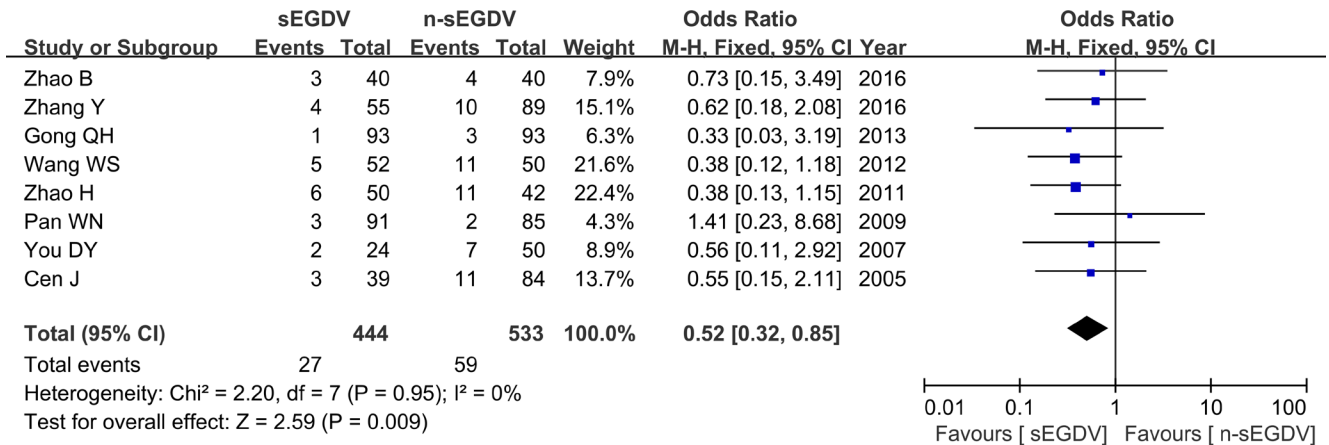 sEGDV n-sEGDV Odds Ratio Odds Ratio
Study or Subgroup Events Total Events Total Weight M-H, Fixed, 95% CI Year M-H, Fixed, 95% CI
Zhao B 3 40 4 40 7.9% 0.73 [0.15, 3.49] 2016
Zhang Y 4 55 10 89 15.1% 0.62 [0.18, 2.08] 2016
Gong QH 1 93 3 93 6.3% 0.33 [0.03, 3.19] 2013
Wang WS 5 52 11 50 21.6% 0.38 [0.12, 1.18] 2012
Zhao H 6 50 11 42 22.4% 0.38 [0.13, 1.15] 2011
Pan WN 3 91 2 85 4.3% 1.41 [0.23, 8.68] 2009
You DY 2 24 7 50 8.9% 0.56 [0.11, 2.92] 2007
Cen J 3 39 11 84 13.7% 0.55 [0.15, 2.11] 2005
Total (95% CI) 444 533 100.0% 0.52 [0.32, 0.85]
Total events 27 59
Heterogeneity: Chi² = 2.20, df = 7 (P = 0.95); I² = 0%
Test for overall effect: Z = 2.59 (P = 0.009)
0.01 0.1 1 10 100
Favours [ sEGDV] Favours [ n-sEGDV]